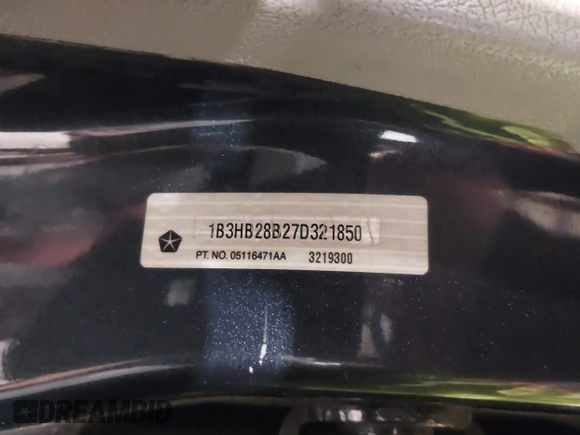 1B3HB28B27D321850
PT. NO. 05116471AA 3219300
DREAMBID